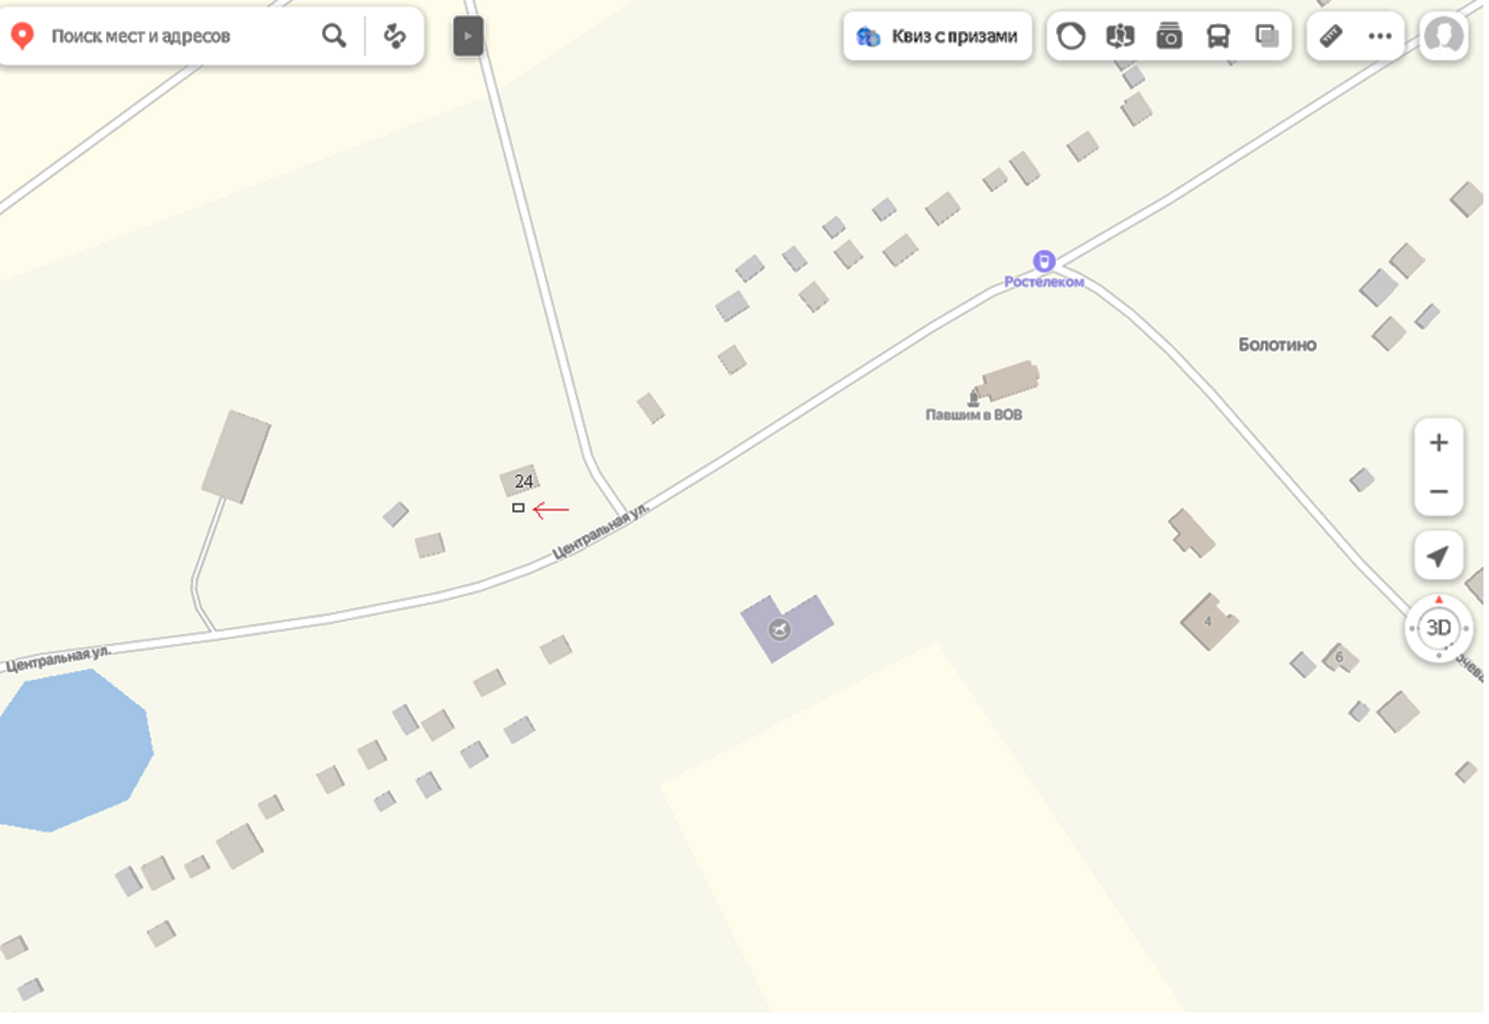 Поиск мест и адресов
Квиз с призами
Ростелеком
Болотино
Павшим в ВОВ
24
Центральная ул.
4
3D
6
Центральная ул.